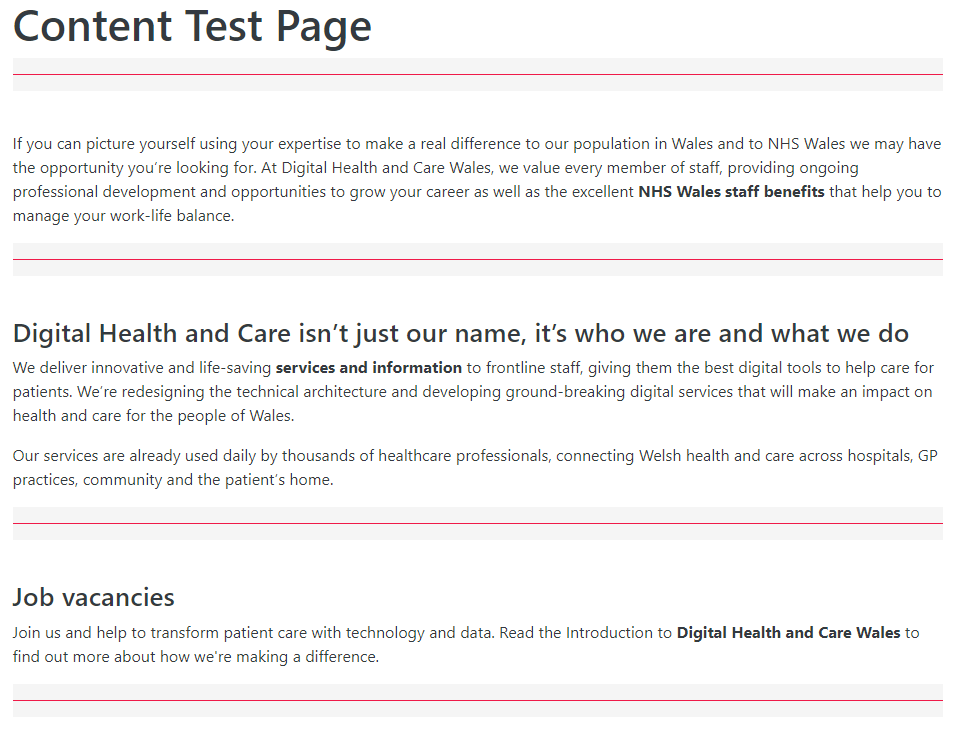 Content Test Page
If you can picture yourself using your expertise to make a real difference to our population in Wales and to NHS Wales we may have
the opportunity you’re looking for. At Digital Health and Care Wales, we value every member of staff, providing ongoing
professional development and opportunities to grow your career as well as the excellent NHS Wales staff benefits that help you to
manage your work-life balance.
Digital Health and Care isn’t just our name, it’s who we are and what we do
We deliver innovative and life-saving services and information to frontline staff, giving them the best digital tools to help care for
patients. We’re redesigning the technical architecture and developing ground-breaking digital services that will make an impact on
health and care for the people of Wales.
Our services are already used daily by thousands of healthcare professionals, connecting Welsh health and care across hospitals, GP
practices, community and the patient’s home.
Job vacancies
Join us and help to transform patient care with technology and data. Read the Introduction to Digital Health and Care Wales to
find out more about how we're making a difference.